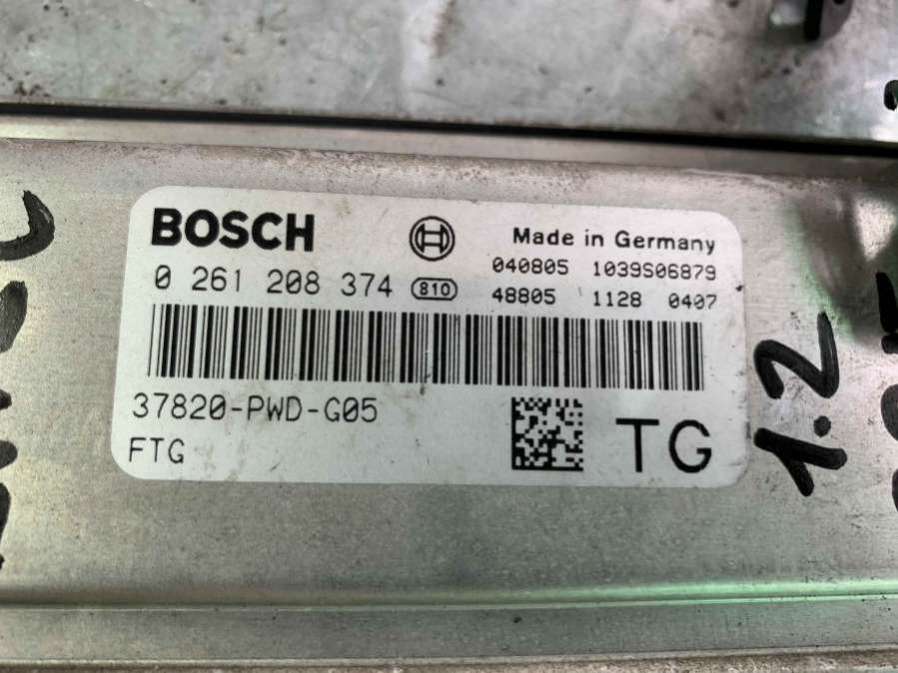 BOSCH
Made in Germany
040805 1039S06879
0 261 208 374 810
48805 1128 0407
37820-PWD-G05
FTG
TG
1.2